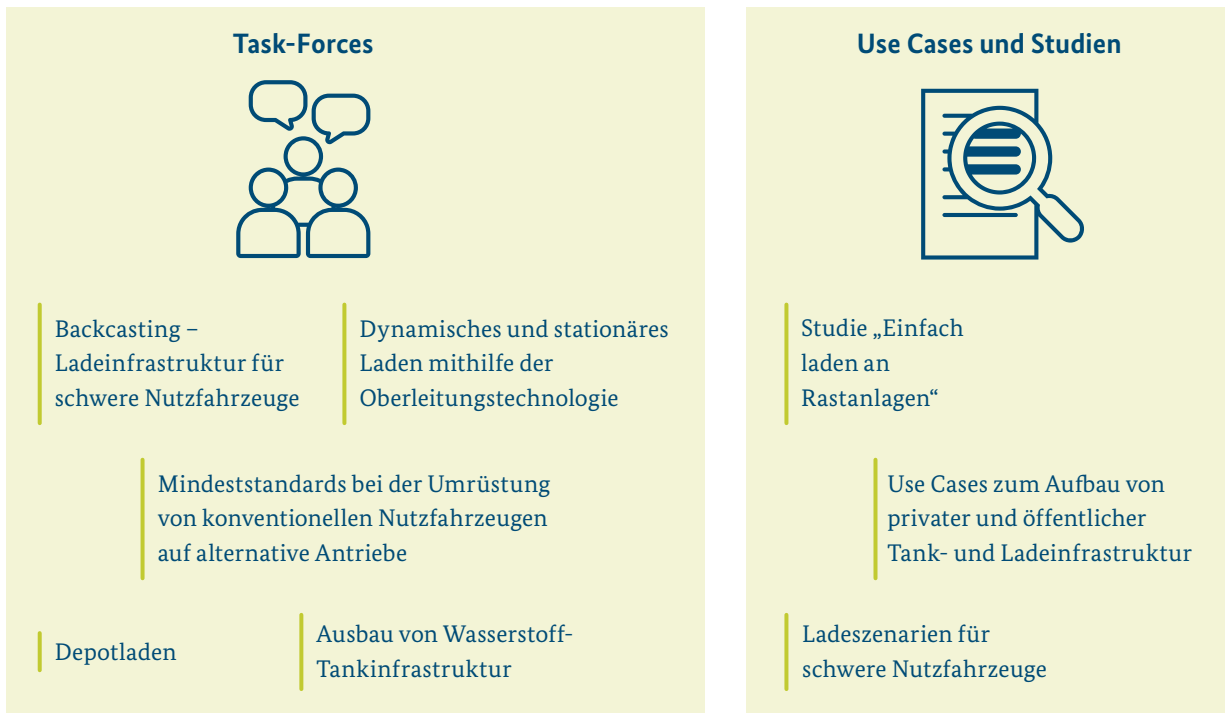 Task-Forces
Backcasting –
Ladeinfrastruktur für
schwere Nutzfahrzeuge
Dynamisches und stationäres
Laden mithilfe der
Oberleitungstechnologie
Mindeststandards bei der Umrüstung
von konventionellen Nutzfahrzeugen
auf alternative Antriebe
Depotladen
Ausbau von Wasserstoff-
Tankinfrastruktur
Use Cases und Studien
Studie „Einfach
laden an
Rastanlagen“
Use Cases zum Aufbau von
privater und öffentlicher
Tank- und Ladeinfrastruktur
Ladeszenarien für
schwere Nutzfahrzeuge